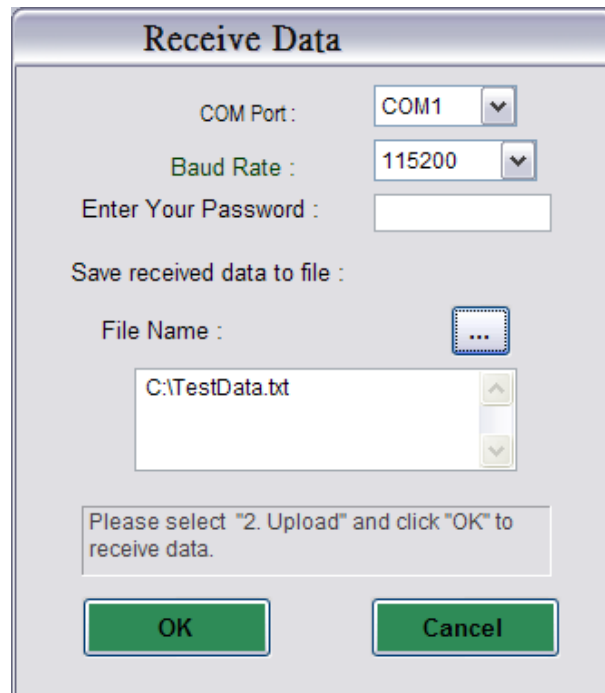 Receive Data
COM Port :
COM1
Baud Rate :
115200
Enter Your Password :
Save received data to file :
File Name :
...
C:\TestData.txt
Please select "2. Upload" and click "OK" to
receive data.
OK
Cancel